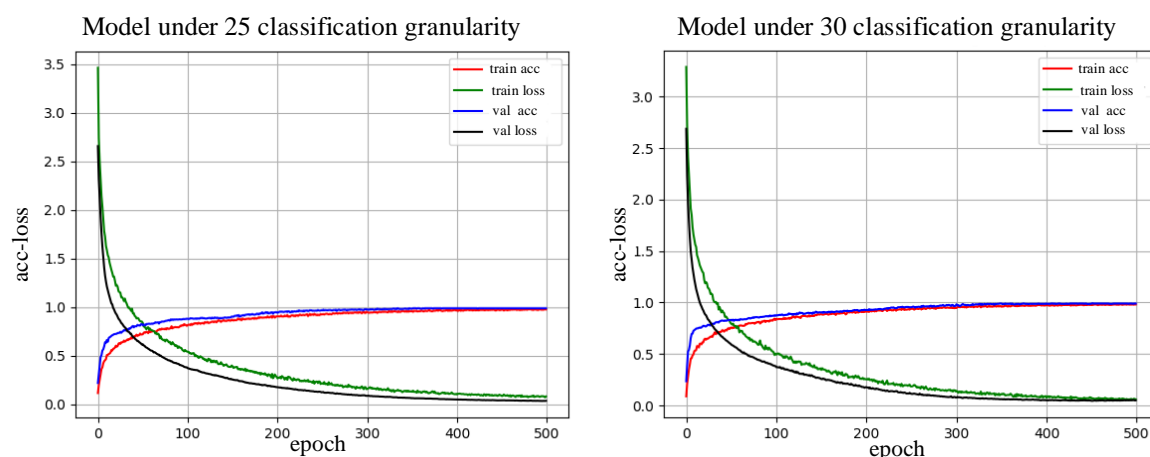 Model under 25 classification granularity
3.5
3.0
2.5
2.0
1.5
1.0
0.5
0.0
acc-loss
train acc
train loss
val acc
val loss
0 100 200 300 400 500
epoch
Model under 30 classification granularity
3.0
2.5
2.0
1.5
1.0
0.5
0.0
acc-loss
train acc
train loss
val acc
val loss
0 100 200 300 400 500
epoch